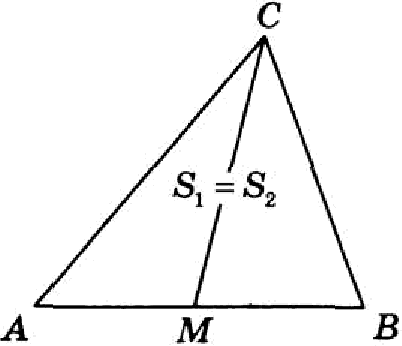 C
S₁ = S₂
A M B